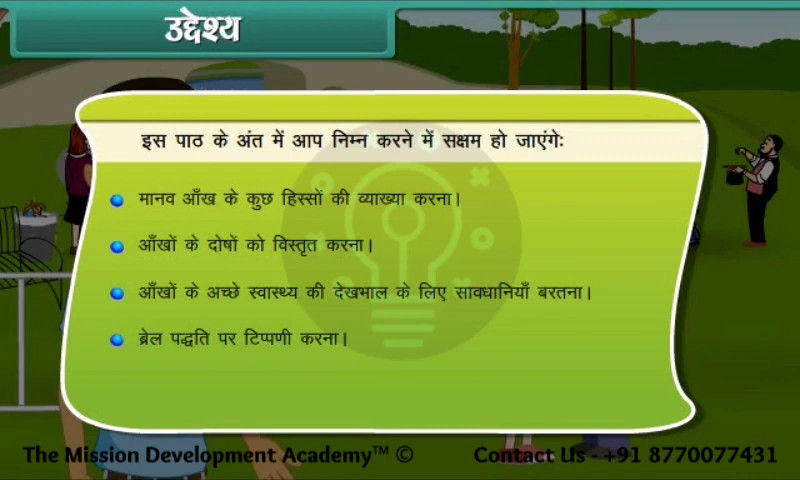 उद्देश्य
इस पाठ के अंत में आप निम्न करने में सक्षम हो जाएंगे:
मानव आँख के कुछ हिस्सों की व्याख्या करना।
आँखों के दोषों को विस्तृत करना।
आँखों के अच्छे स्वास्थ्य की देखभाल के लिए सावधानियाँ बरतना।
ब्रेल पद्धति पर टिप्पणी करना।
The Mission Development Academy™ © Contact Us - +91 8770077431